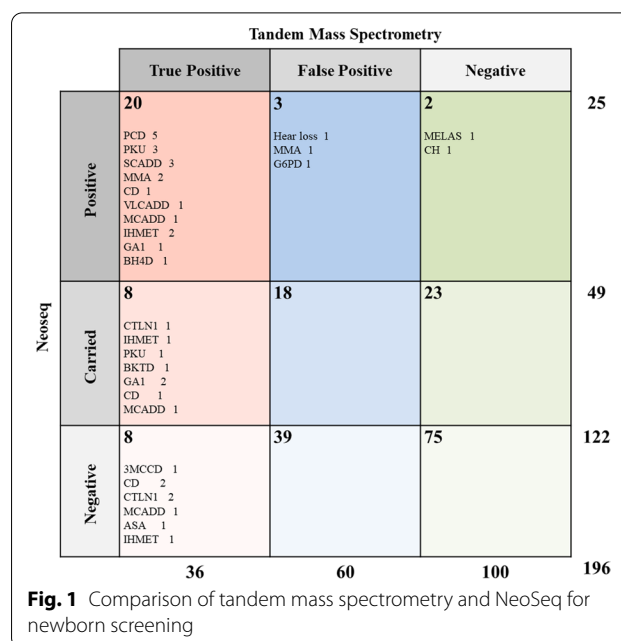 Tandem Mass Spectrometry
True Positive
False Positive
Negative
Neoseq
Positive
20
PCD 5
PKU 3
SCADD 3
MMA 2
CD 1
VLCADD 1
MCADD 1
IHMET 2
GA1 1
BH4D 1
3
Hear loss 1
MMA 1
G6PD 1
2
MELAS 1
CH 1
25
Carried
8
CTLN1 1
IHMET 1
PKU 1
BKTD 1
GA1 2
CD 1
MCADD 1
18
23
49
Negative
8
3MCCD 1
CD 2
CTLN1 2
MCADD 1
ASA 1
IHMET 1
39
75
122
36
60
100
196
Fig. 1 Comparison of tandem mass spectrometry and NeoSeq for
newborn screening